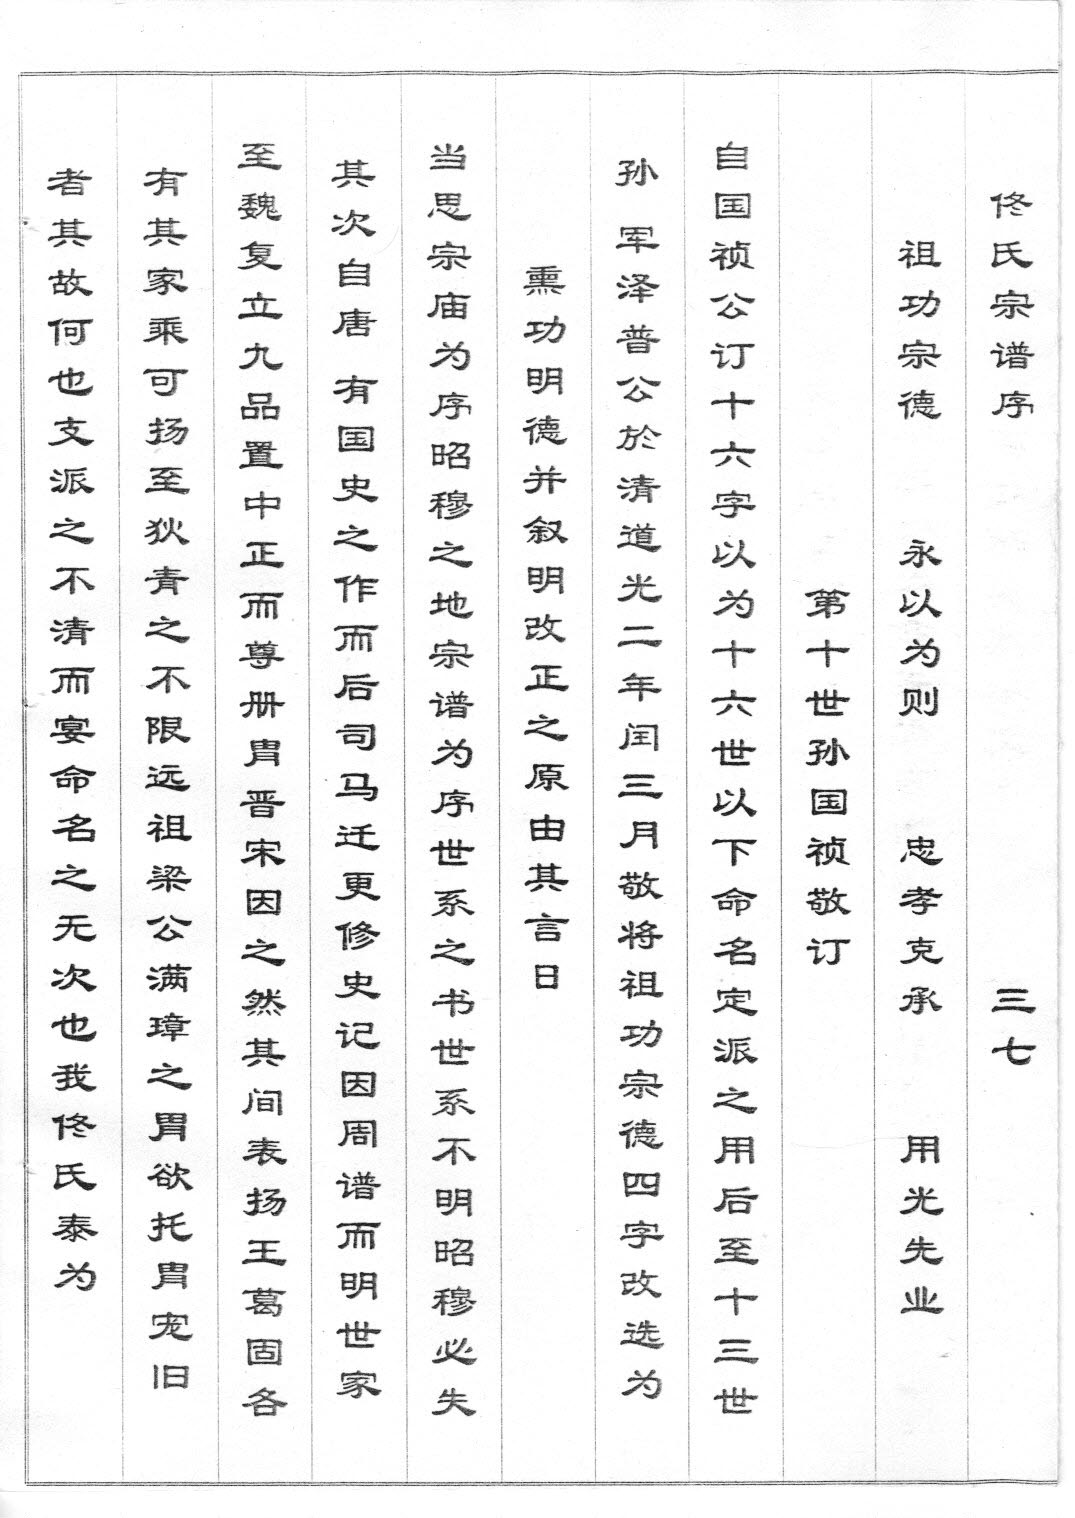 佟氏宗谱序 三七
祖功宗德 永以为则 忠孝克承 用光先业
第十世孙国祯敬订
自国祯公订十六字以为十六世以下命名定派之用后至十三世
孙 军泽普公於清道光二年闰三月敬将祖功宗德四字改选为
熏功明德并叙明改正之原由其言日
当思宗庙为序昭穆之地宗谱为序世系之书世系不明昭穆必失
其次自唐 有国史之作而后司马迁更修史记因周谱而明世家
至魏复立九品置中正而尊册胄晋宋因之然其间表扬王葛固各
有其家乘可扬至狄青之不限远祖梁公满璋之胃欲托胄宠旧
者其故何也支派之不清而宴命名之无次也我佟氏泰为